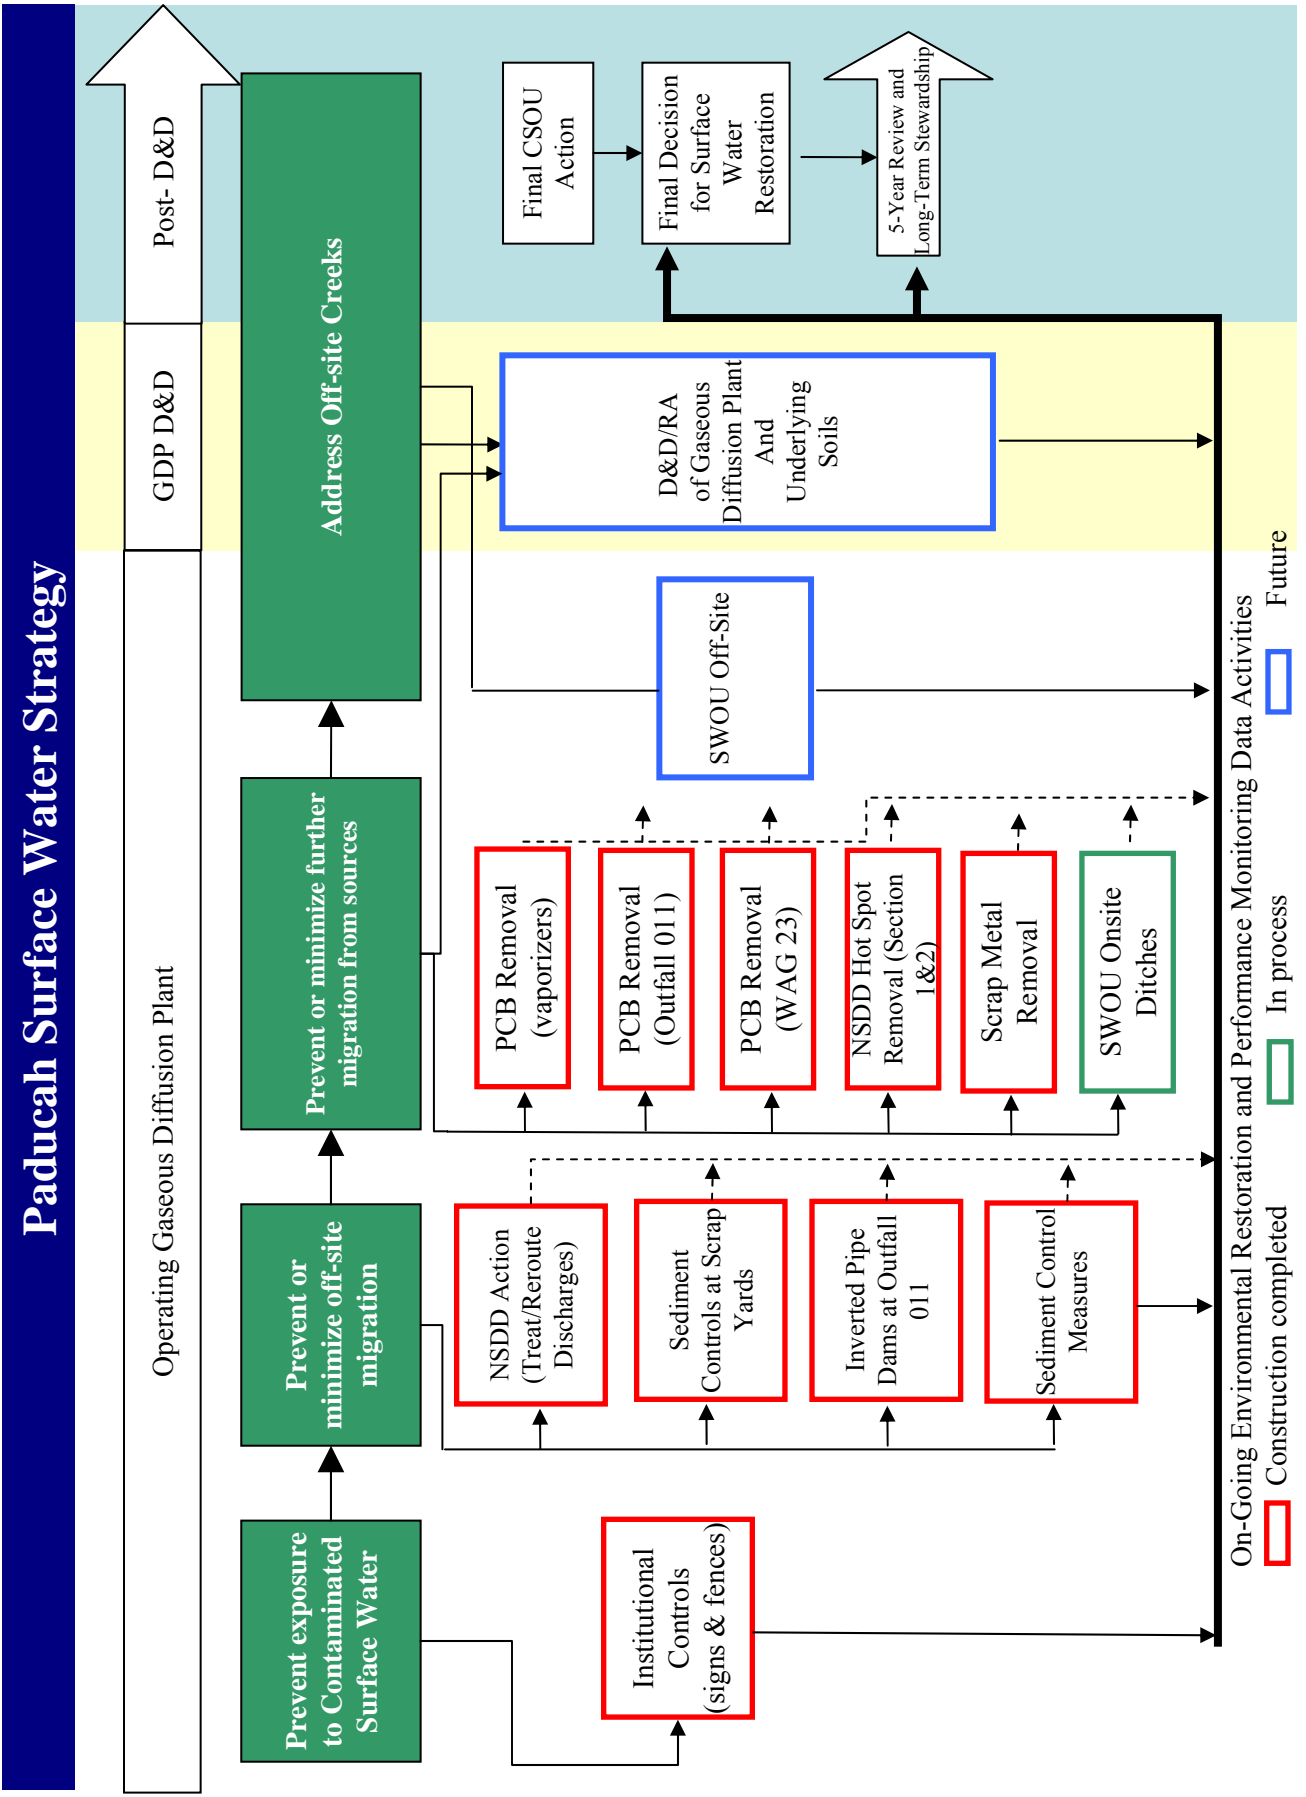 Paducah Surface Water Strategy
Operating Gaseous Diffusion Plant
GDP D&D
Post- D&D
Prevent exposure
to Contaminated
Surface Water
Prevent or
minimize off-site
migration
Prevent or minimize further
migration from sources
Address Off-site Creeks
Institutional
Controls
(signs & fences)
NSDD Action
(Treat/Reroute
Discharges)
Sediment
Controls at Scrap
Yards
Inverted Pipe
Dams at Outfall
011
Sediment Control
Measures
PCB Removal
(vaporizers)
PCB Removal
(Outfall 011)
PCB Removal
(WAG 23)
NSDD Hot Spot
Removal (Section
1&2)
Scrap Metal
Removal
SWOU Onsite
Ditches
SWOU Off-Site
D&D/RA
of Gaseous
Diffusion Plant
And
Underlying
Soils
Final CSOU
Action
Final Decision
for Surface
Water
Restoration
5-Year Review and
Long-Term Stewardship
On-Going Environmental Restoration and Performance Monitoring Data Activities
Construction completed
In process
Future